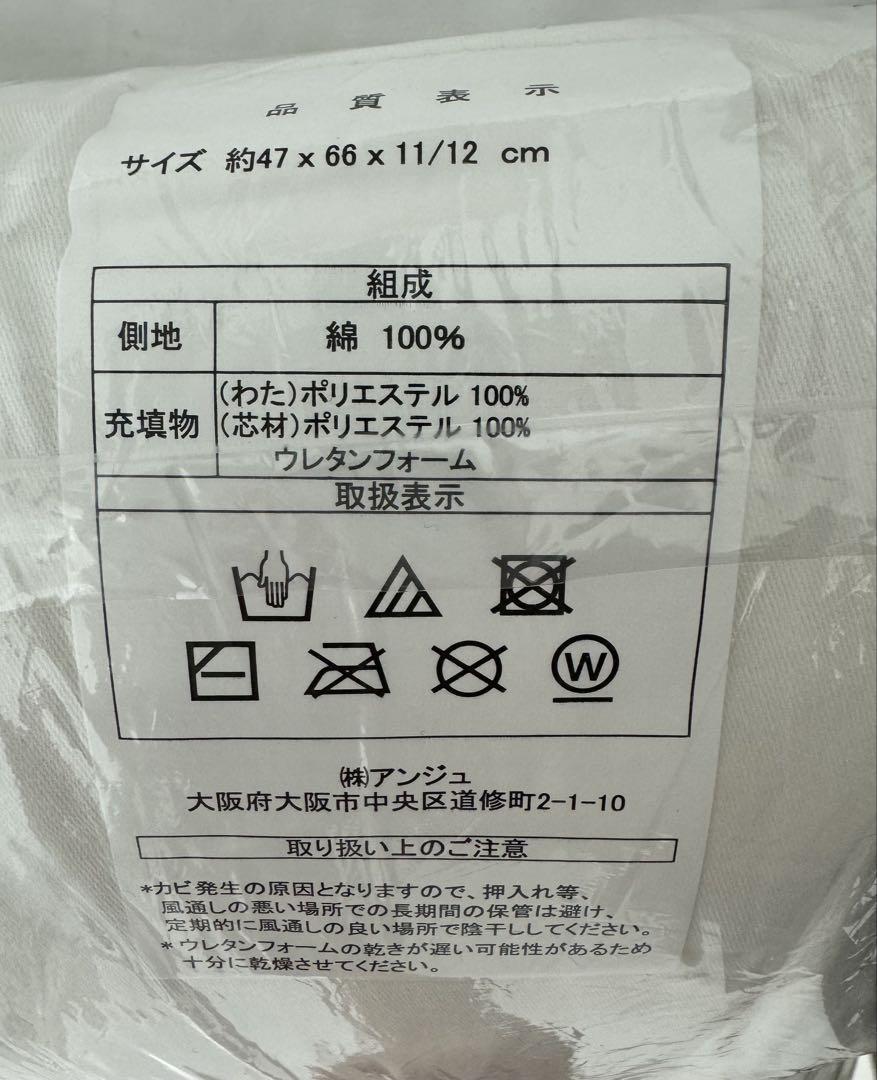 品質表示
サイズ 約47 x 66 x 11/12 cm
組成
側地 綿 100%
充填物
(わた)ポリエステル 100%
(芯材)ポリエステル 100%
ウレタンフォーム
取扱表示
W
㈱アンジュ
大阪府大阪市中央区道修町2-1-10
取り扱い上のご注意
*カビ発生の原因となりますので、押入れ等、
風通しの悪い場所での長期間の保管は避け、
定期的に風通しの良い場所で陰干ししてください。
*ウレタンフォームの乾きが遅い可能性があるため
十分に乾燥させてください。